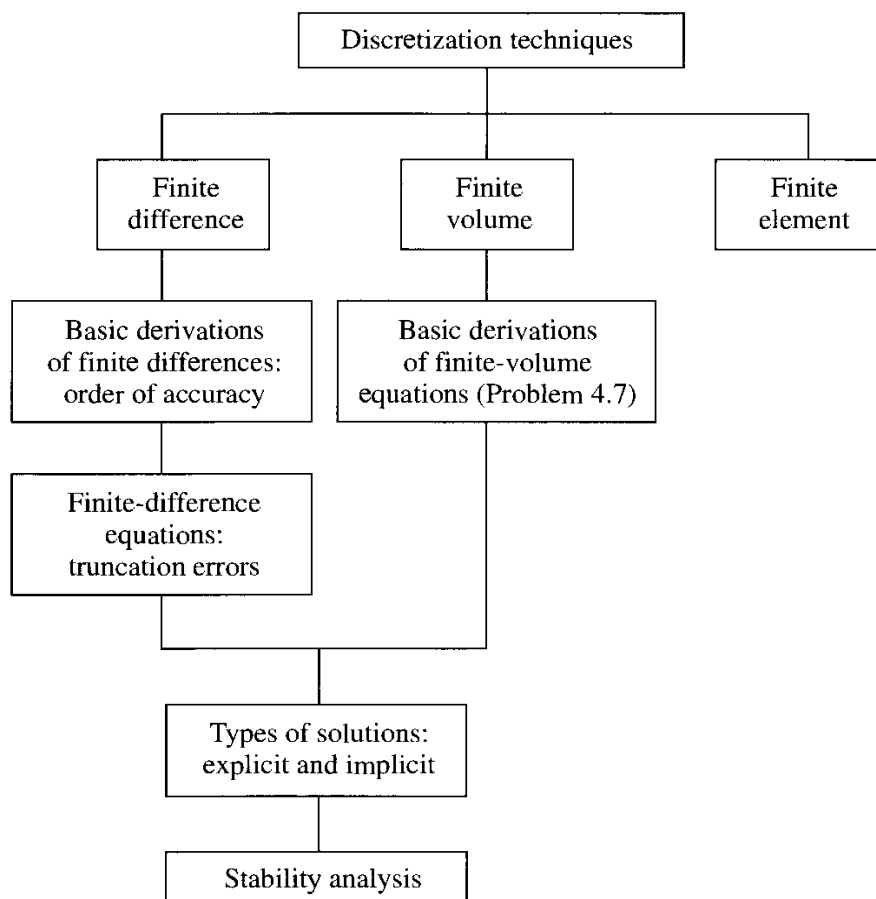 Discretization techniques
Finite
difference
Finite
volume
Finite
element
Basic derivations
of finite differences:
order of accuracy
Basic derivations
of finite-volume
equations (Problem 4.7)
Finite-difference
equations:
truncation errors
Types of solutions:
explicit and implicit
Stability analysis